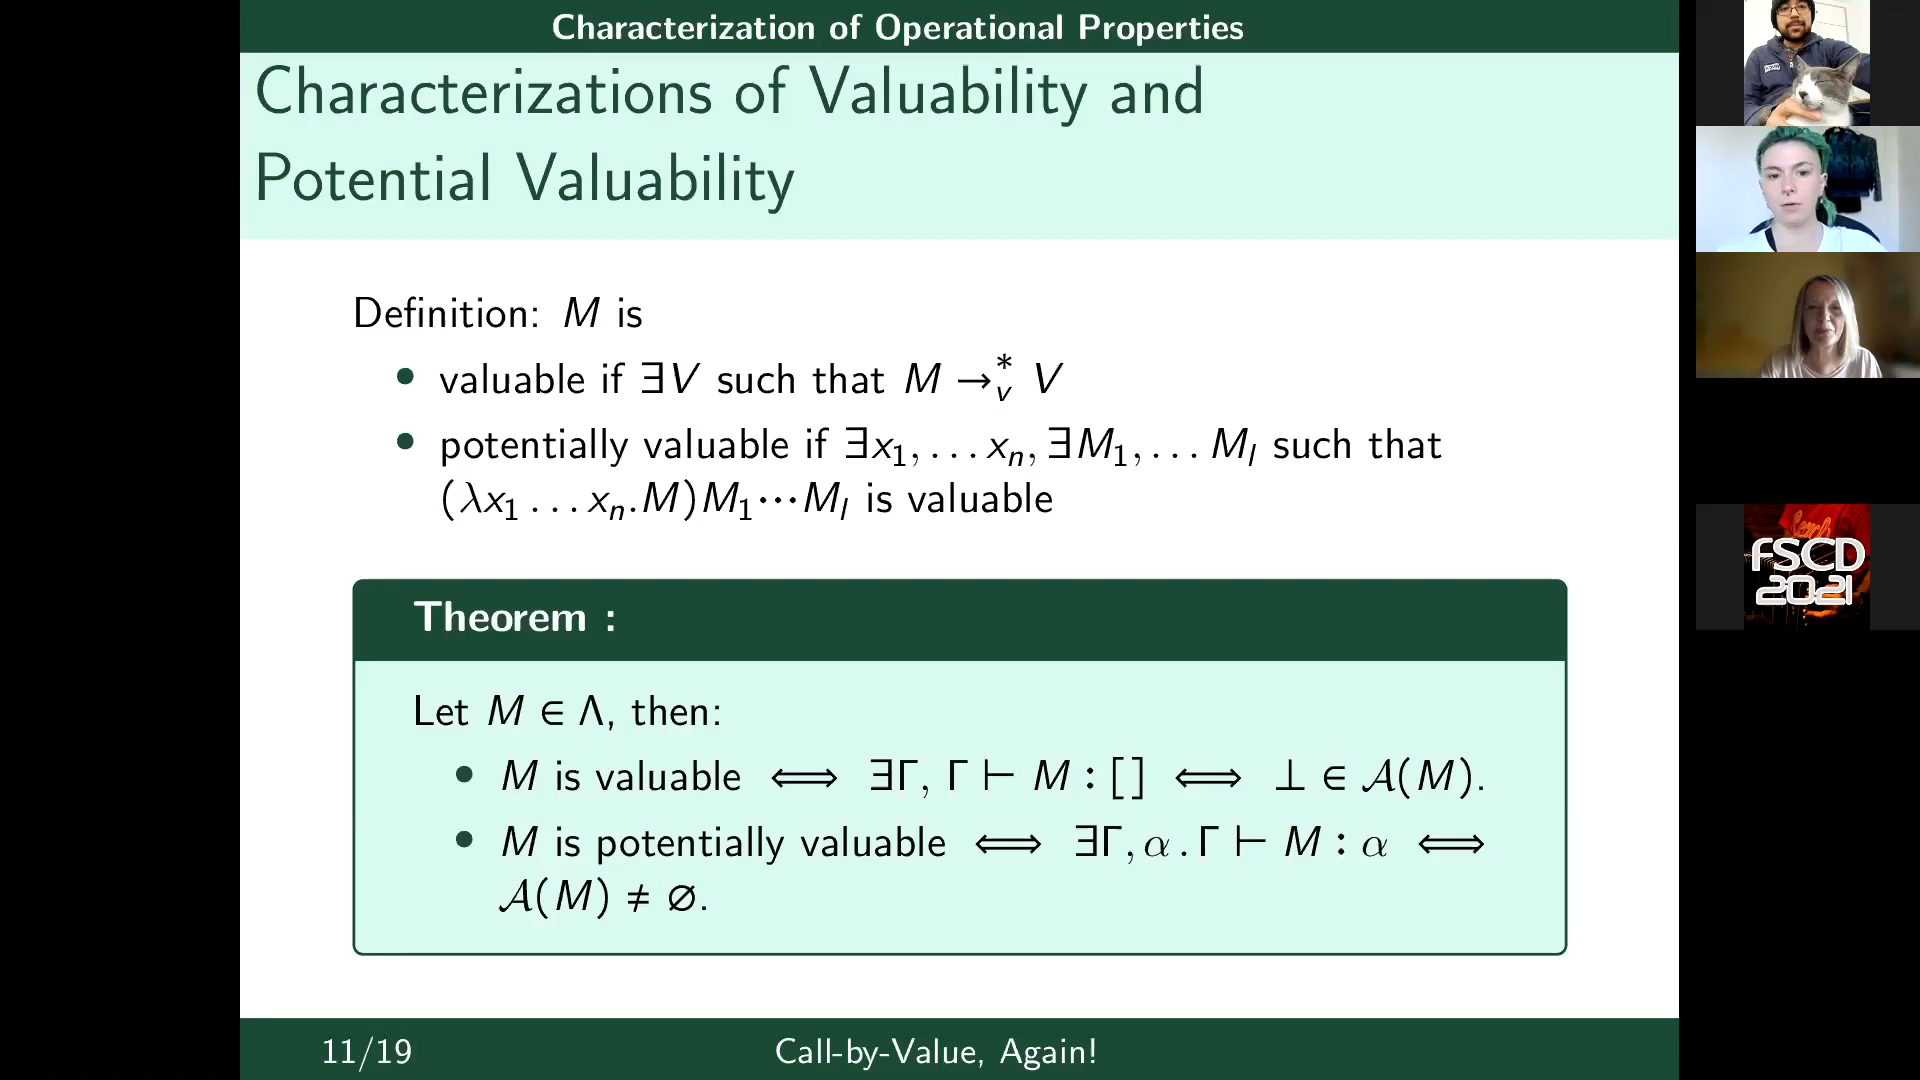 Characterization of Operational Properties
Characterizations of Valuability and
Potential Valuability
Definition: M is
• valuable if ∃V such that M →*ᵥ V
• potentially valuable if ∃x₁, . . . xₙ, ∃M₁, . . . Mₗ such that
(λx₁ . . . xₙ.M)M₁⋯Mₗ is valuable
Theorem :
Let M ∈ Λ, then:
• M is valuable ⟺ ∃Γ, Γ ⊢ M : [ ] ⟺ ⊥ ∈ 𝒜(M).
• M is potentially valuable ⟺ ∃Γ, α . Γ ⊢ M : α ⟺
𝒜(M) ≠ ∅.
11/19 Call-by-Value, Again!
FSCD
2021